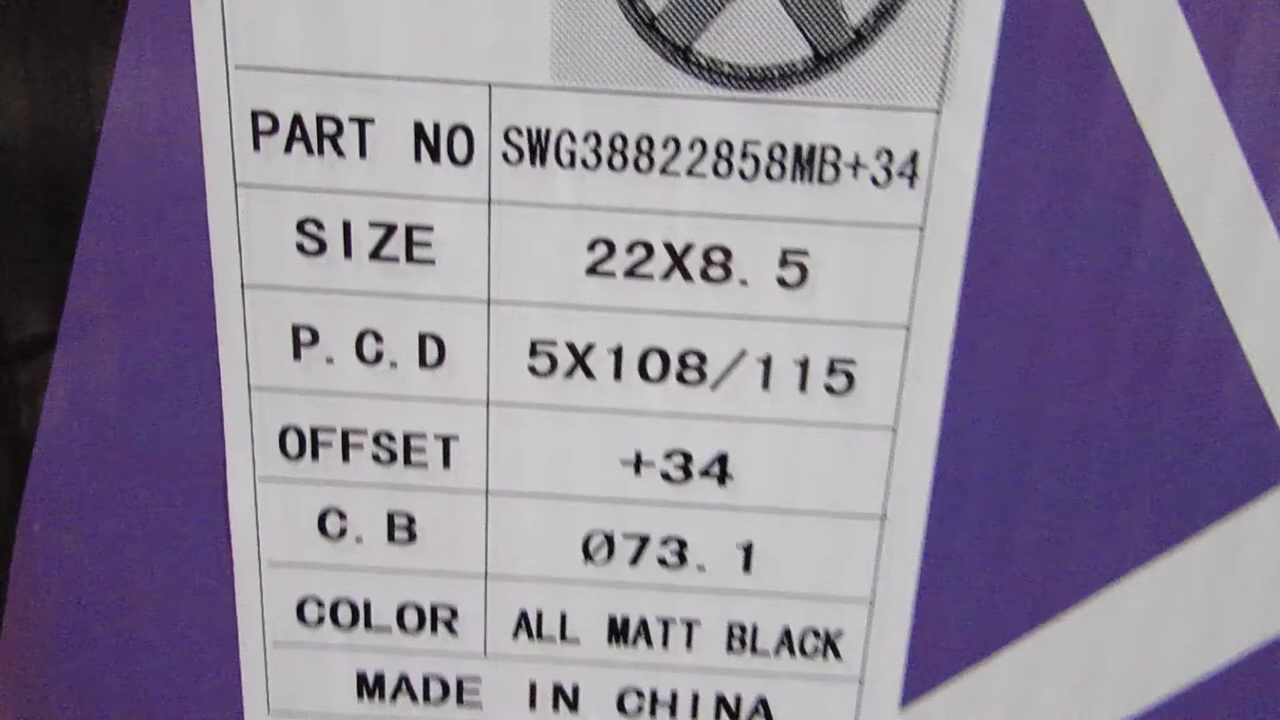 PART NO SWG38822858MB+34
SIZE 22X8.5
P.C.D 5X108/115
OFFSET +34
C.B Ø73.1
COLOR ALL MATT BLACK
MADE IN CHINA